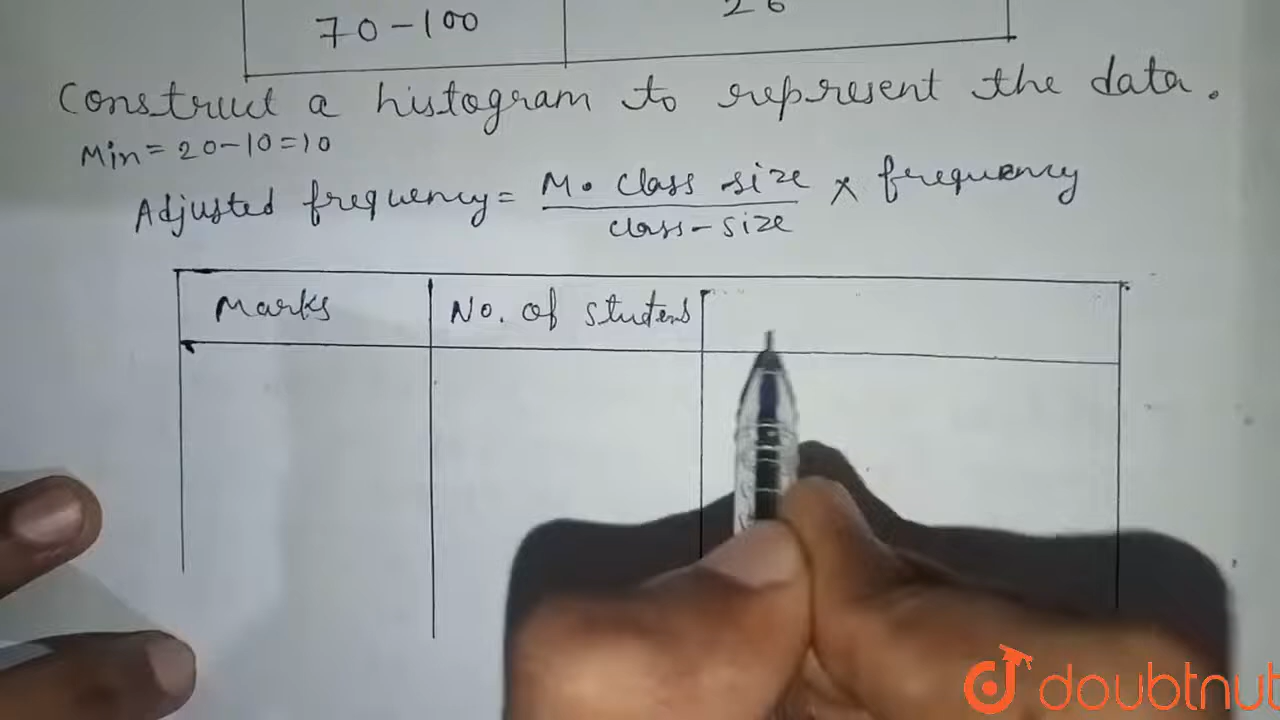 70-100 26
Construct a histogram to represent the data.
Min = 20-10=10
Adjusted frequency = M. class size / class-size × frequency
Marks No. of students
doubtnut